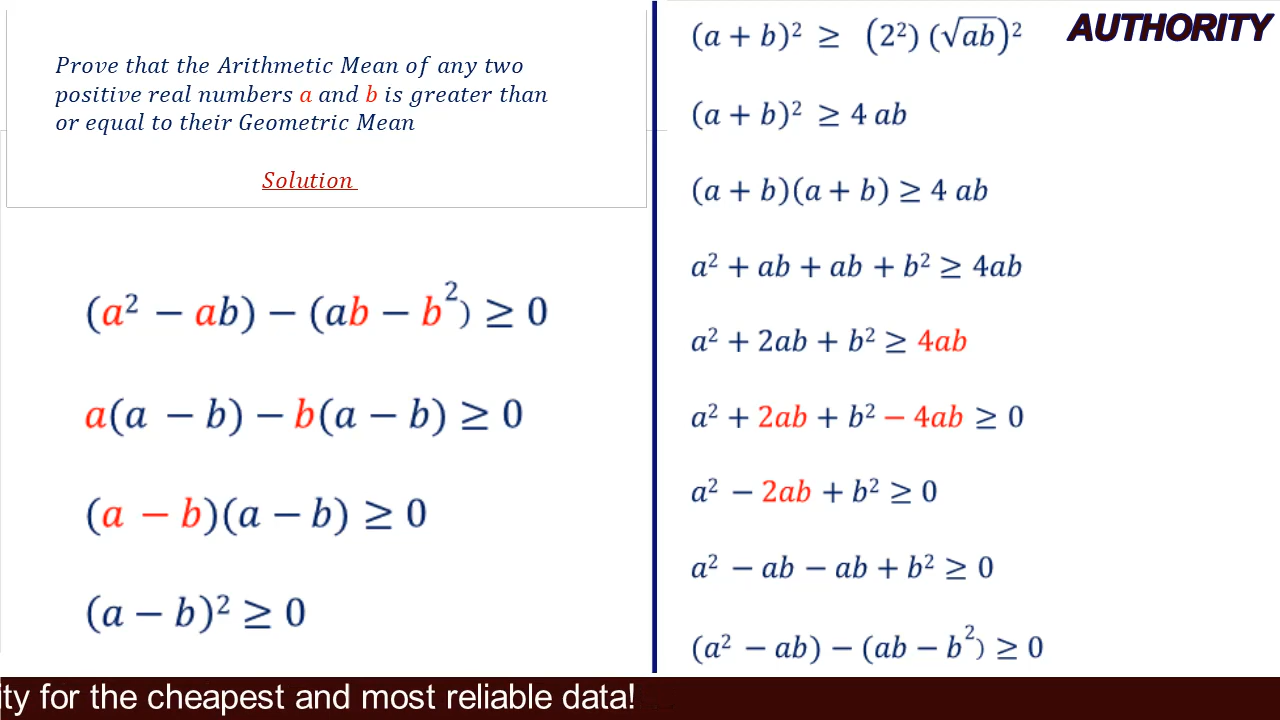 Prove that the Arithmetic Mean of any two
positive real numbers a and b is greater than
or equal to their Geometric Mean
Solution
(a² − ab) − (ab − b²) ≥ 0
a(a − b) − b(a − b) ≥ 0
(a − b)(a − b) ≥ 0
(a − b)² ≥ 0
AUTHORITY
(a + b)² ≥ (2²) (√ab)²
(a + b)² ≥ 4 ab
(a + b)(a + b) ≥ 4 ab
a² + ab + ab + b² ≥ 4ab
a² + 2ab + b² ≥ 4ab
a² + 2ab + b² − 4ab ≥ 0
a² − 2ab + b² ≥ 0
a² − ab − ab + b² ≥ 0
(a² − ab) − (ab − b²) ≥ 0
ity for the cheapest and most reliable data!